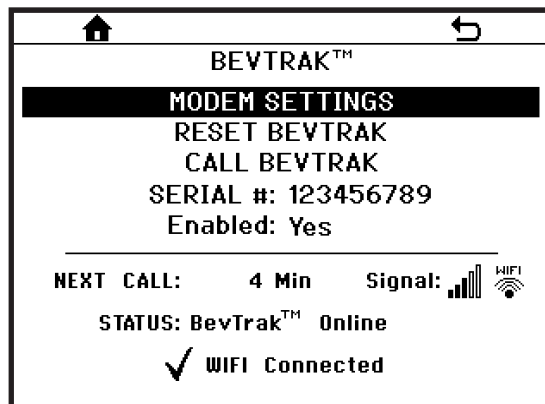 BEVTRAK™
MODEM SETTINGS
RESET BEVTRAK
CALL BEVTRAK
SERIAL #: 123456789
Enabled: Yes
NEXT CALL: 4 Min Signal: WIFI
STATUS: BevTrak™ Online
WIFI Connected